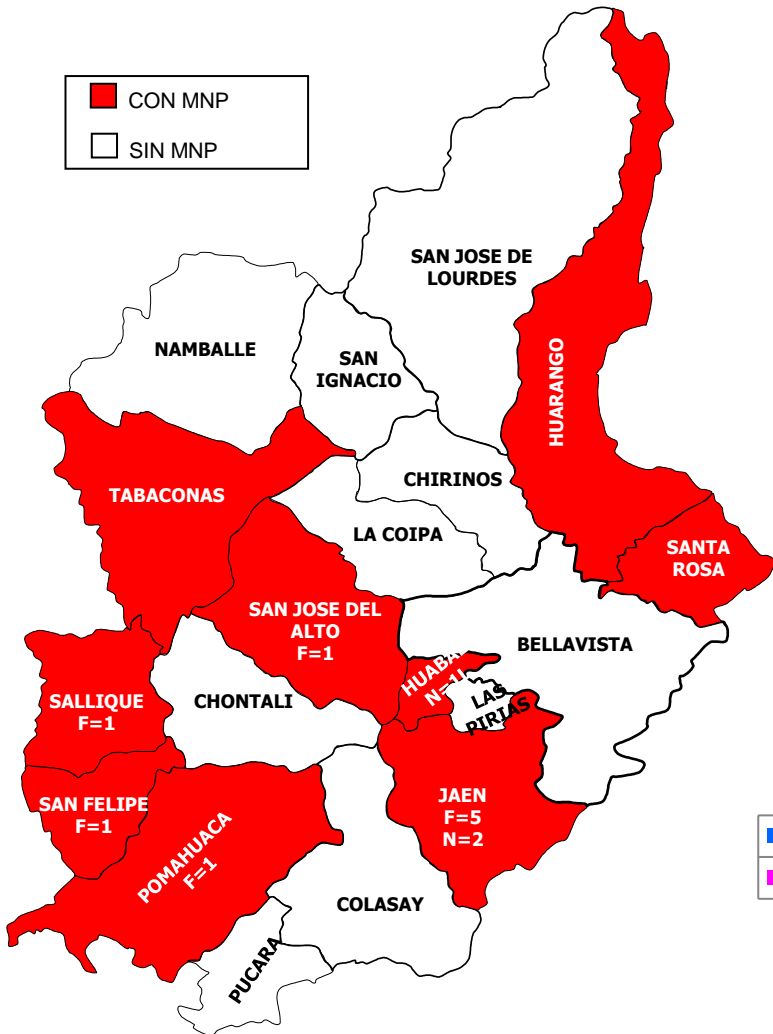 CON MNP
SIN MNP
SAN JOSE DE
LOURDES
NAMBALLE
SAN
IGNACIO
HUARANGO
CHIRINOS
TABACONAS
LA COIPA
SANTA
ROSA
SAN JOSE DEL
ALTO
F=1
BELLAVISTA
HUABA
SALLIQUE
F=1
CHONTALI
LAS
PIRIAS
SAN FELIPE
F=1
POMAHUACA
F=1
JAEN
F=5
N=2
COLASAY
PUCARA